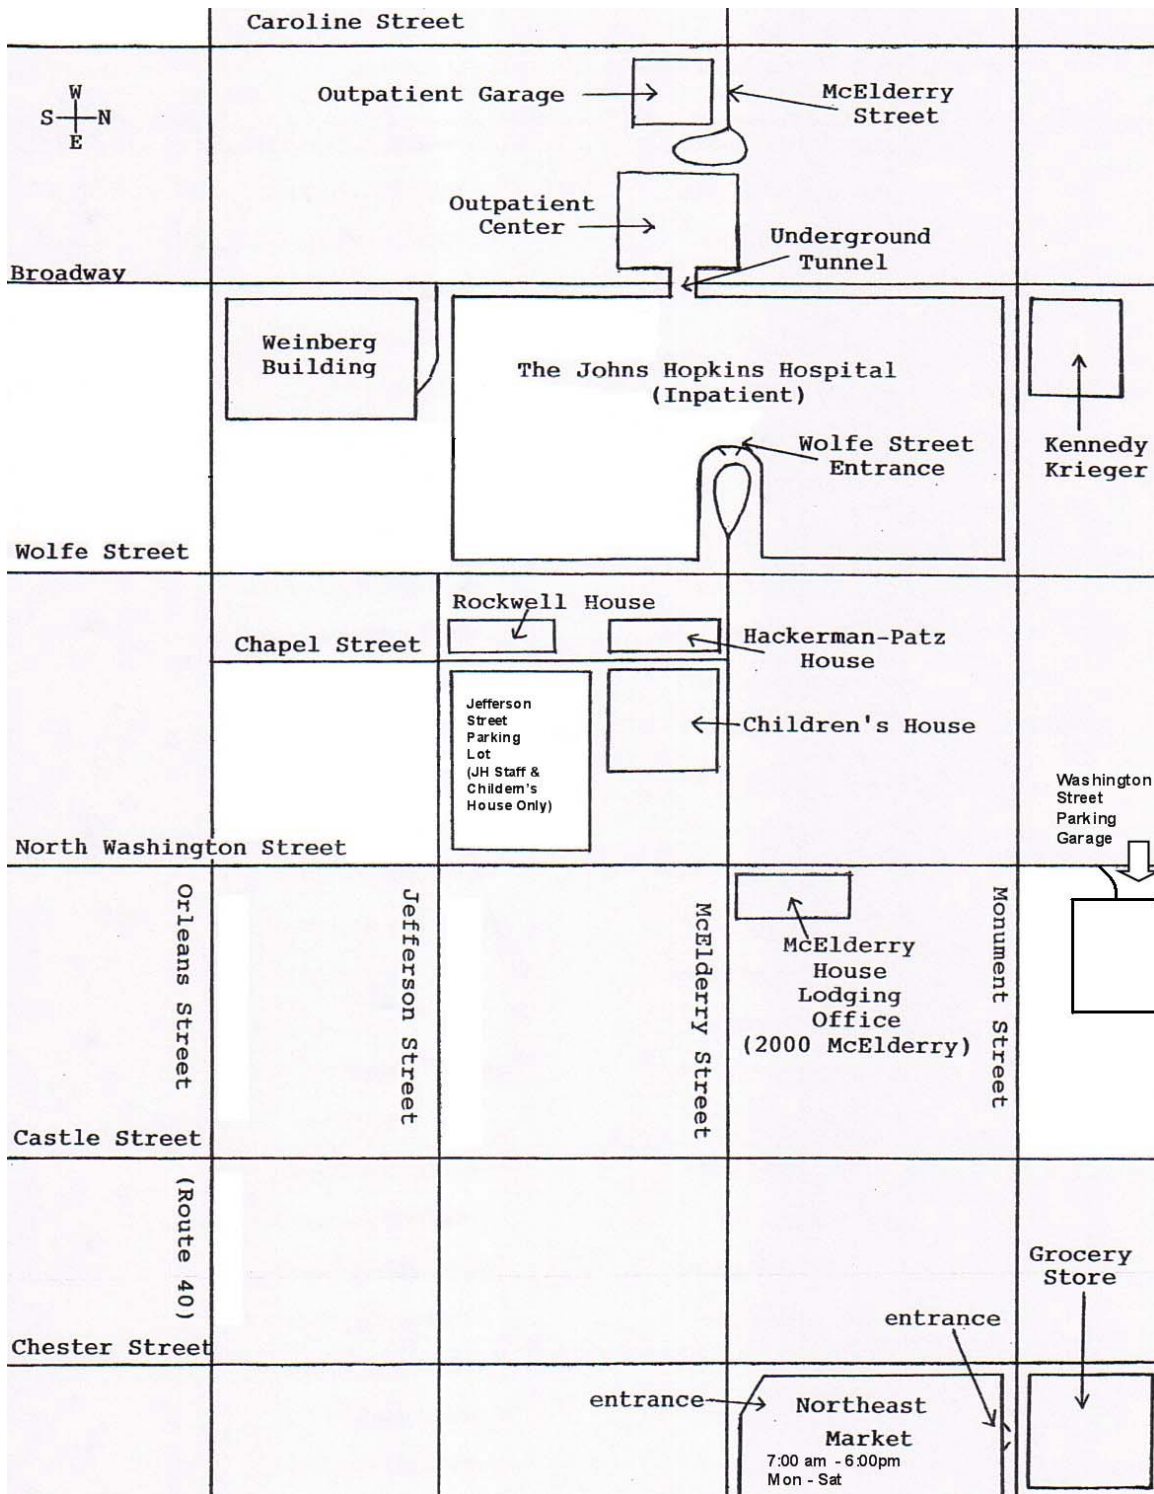 Caroline Street
W
S N
E
Outpatient Garage
McElderry
Street
Outpatient
Center
Underground
Tunnel
Broadway
Weinberg
Building
The Johns Hopkins Hospital
(Inpatient)
Wolfe Street
Entrance
Kennedy
Krieger
Wolfe Street
Rockwell House
Chapel Street
Hackerman-Patz
House
Jefferson
Street
Parking
Lot
(JH Staff &
Childern's
House Only)
Children's House
Washington
Street
Parking
Garage
North Washington Street
Orleans Street
Jefferson Street
McElderry Street
McElderry
House
Lodging
Office
(2000 McElderry)
Monument Street
Castle Street
(Route 40)
Grocery
Store
entrance
Chester Street
entrance
Northeast
Market
7:00 am - 6:00pm
Mon - Sat